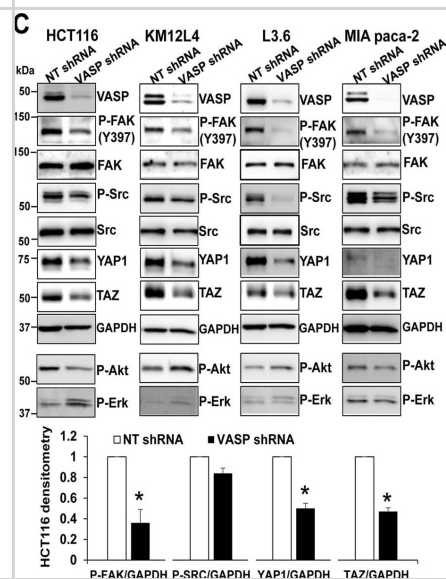 C
HCT116 KM12L4 L3.6 MIA paca-2
NT shRNA VASP shRNA NT shRNA VASP shRNA NT shRNA VASP shRNA NT shRNA VASP shRNA
kDa
50 VASP VASP VASP VASP
150 P-FAK (Y397) P-FAK (Y397) P-FAK (Y397) P-FAK (Y397)
150 FAK FAK FAK FAK
50 P-Src P-Src P-Src P-Src
50 Src Src Src Src
75 YAP1 YAP1 YAP1 YAP1
50 TAZ TAZ TAZ TAZ
37 GAPDH GAPDH GAPDH GAPDH
50 P-Akt P-Akt P-Akt P-Akt
37 P-Erk P-Erk P-Erk P-Erk
HCT116 densitometry
1.2 NT shRNA VASP shRNA
1
0.8
0.6
0.4 * * *
0.2
0
P-FAK/GAPDH P-SRC/GAPDH YAP1/GAPDH TAZ/GAPDH